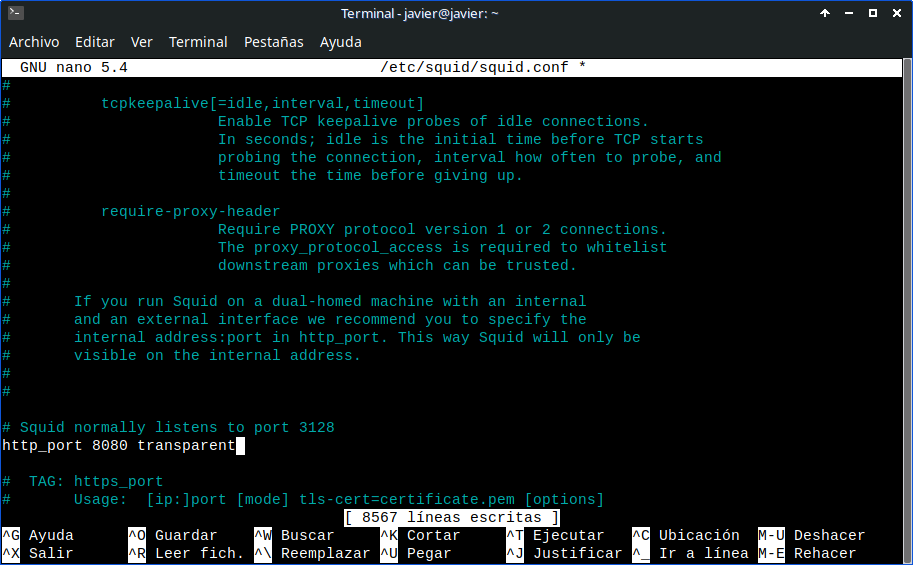 Terminal - javier@javier: ~
Archivo Editar Ver Terminal Pestañas Ayuda
GNU nano 5.4 /etc/squid/squid.conf *
#
# tcpkeepalive[=idle,interval,timeout]
# Enable TCP keepalive probes of idle connections.
# In seconds; idle is the initial time before TCP starts
# probing the connection, interval how often to probe, and
# timeout the time before giving up.
#
# require-proxy-header
# Require PROXY protocol version 1 or 2 connections.
# The proxy_protocol_access is required to whitelist
# downstream proxies which can be trusted.
#
# If you run Squid on a dual-homed machine with an internal
# and an external interface we recommend you to specify the
# internal address:port in http_port. This way Squid will only be
# visible on the internal address.
#
#
# Squid normally listens to port 3128
http_port 8080 transparent
# TAG: https_port
# Usage: [ip:]port [mode] tls-cert=certificate.pem [options]
[ 8567 líneas escritas ]
^G Ayuda ^O Guardar ^W Buscar ^K Cortar ^T Ejecutar ^C Ubicación M-U Deshacer
^X Salir ^R Leer fich. ^\ Reemplazar ^U Pegar ^J Justificar ^_ Ir a línea M-E Rehacer